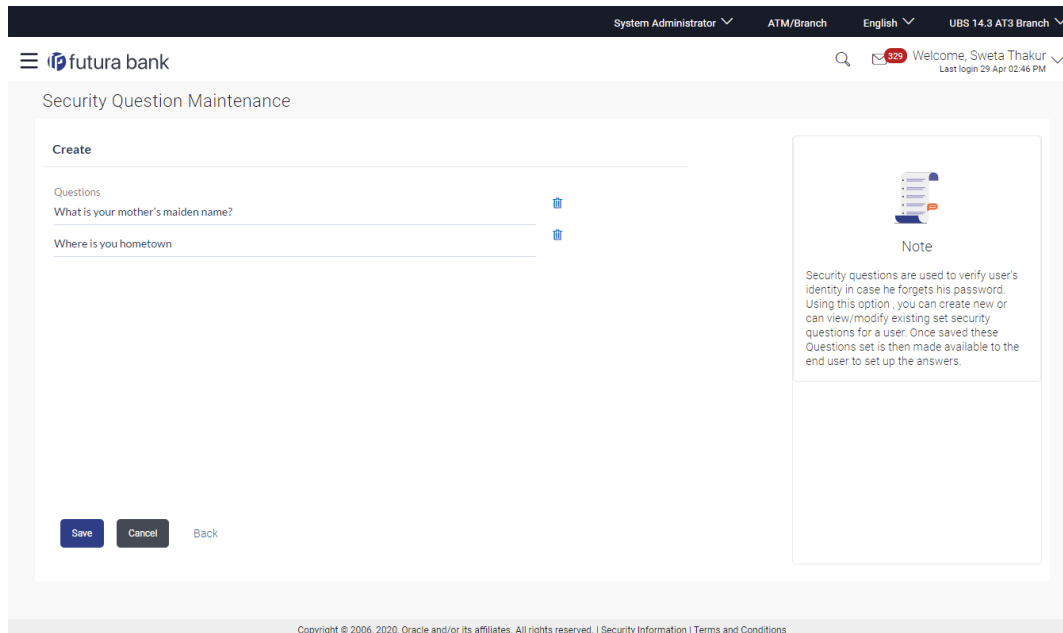 System Administrator ATM/Branch English UBS 14.3 AT3 Branch
futura bank
329 Welcome, Sweta Thakur
Last login 29 Apr 02:46 PM
Security Question Maintenance
Create
Questions
What is your mother's maiden name?
Where is you hometown
Save Cancel Back
Note
Security questions are used to verify user's
identity in case he forgets his password.
Using this option , you can create new or
can view/modify existing set security
questions for a user. Once saved these
Questions set is then made available to the
end user to set up the answers.
Copyright © 2006, 2020, Oracle and/or its affiliates. All rights reserved. | Security Information | Terms and Conditions